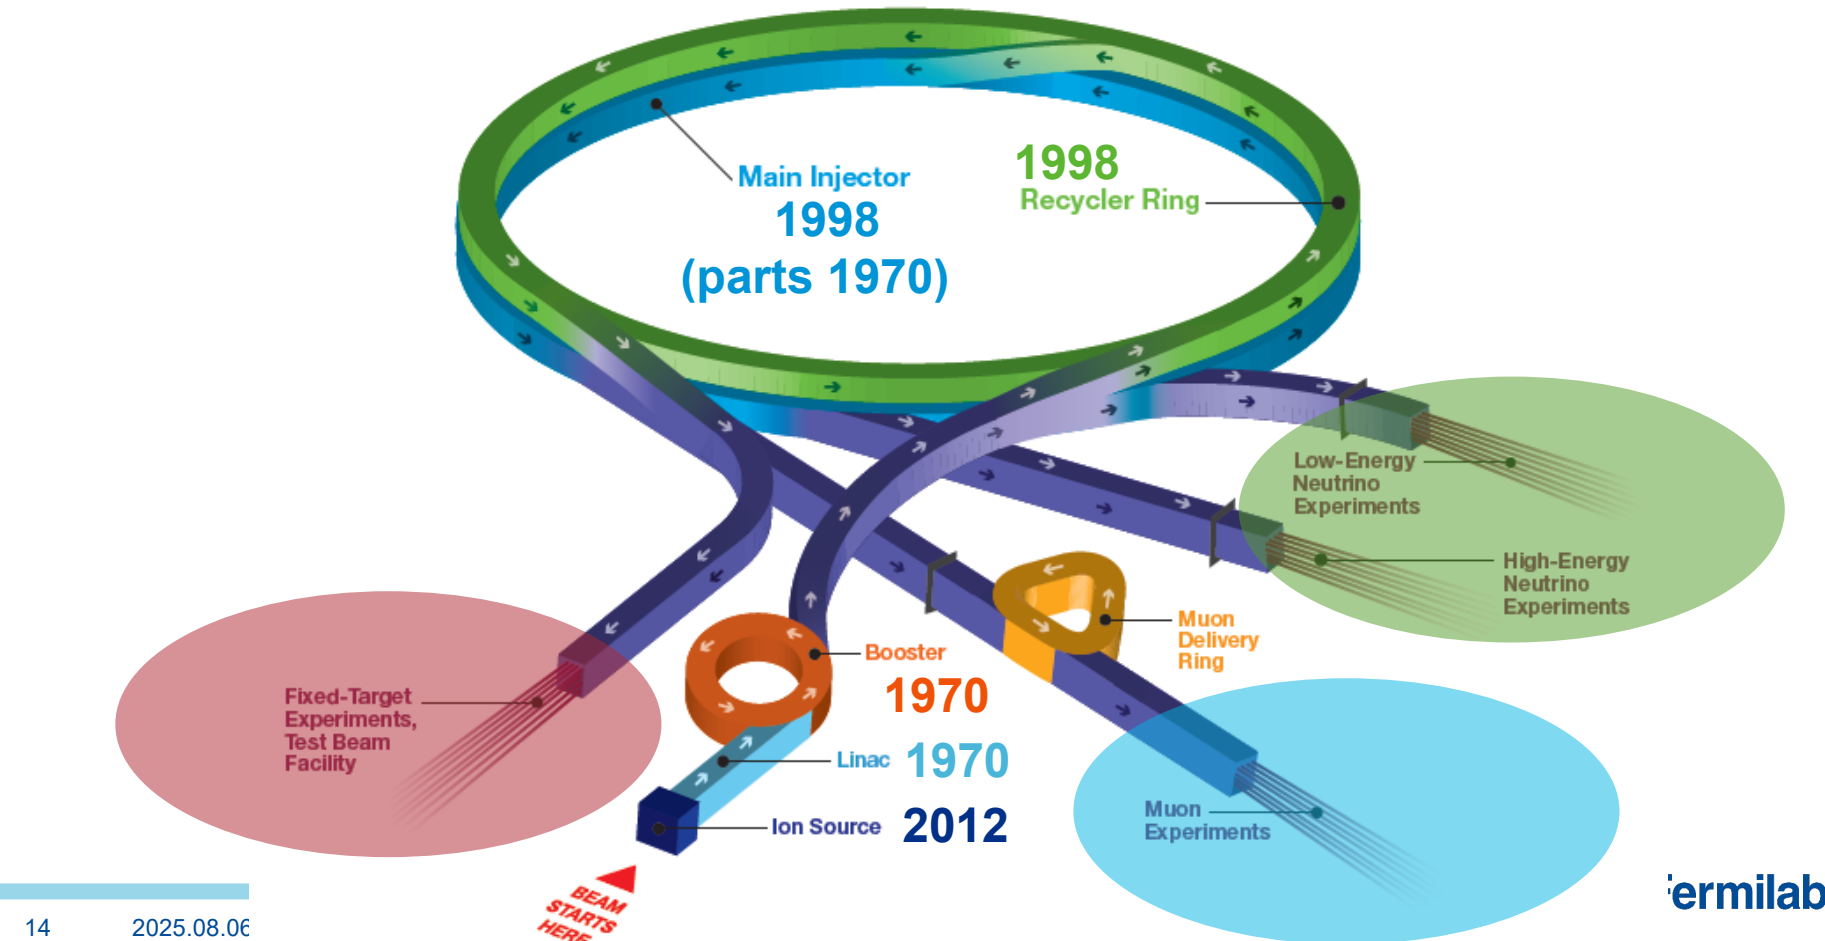 Main Injector
1998
(parts 1970)
1998
Recycler Ring
Low-Energy
Neutrino
Experiments
High-Energy
Neutrino
Experiments
Muon
Delivery
Ring
Booster
1970
Fixed-Target
Experiments,
Test Beam
Facility
Linac 1970
Ion Source 2012
Muon
Experiments
BEAM
STARTS
HERE
ermilab
14 2025.08.06